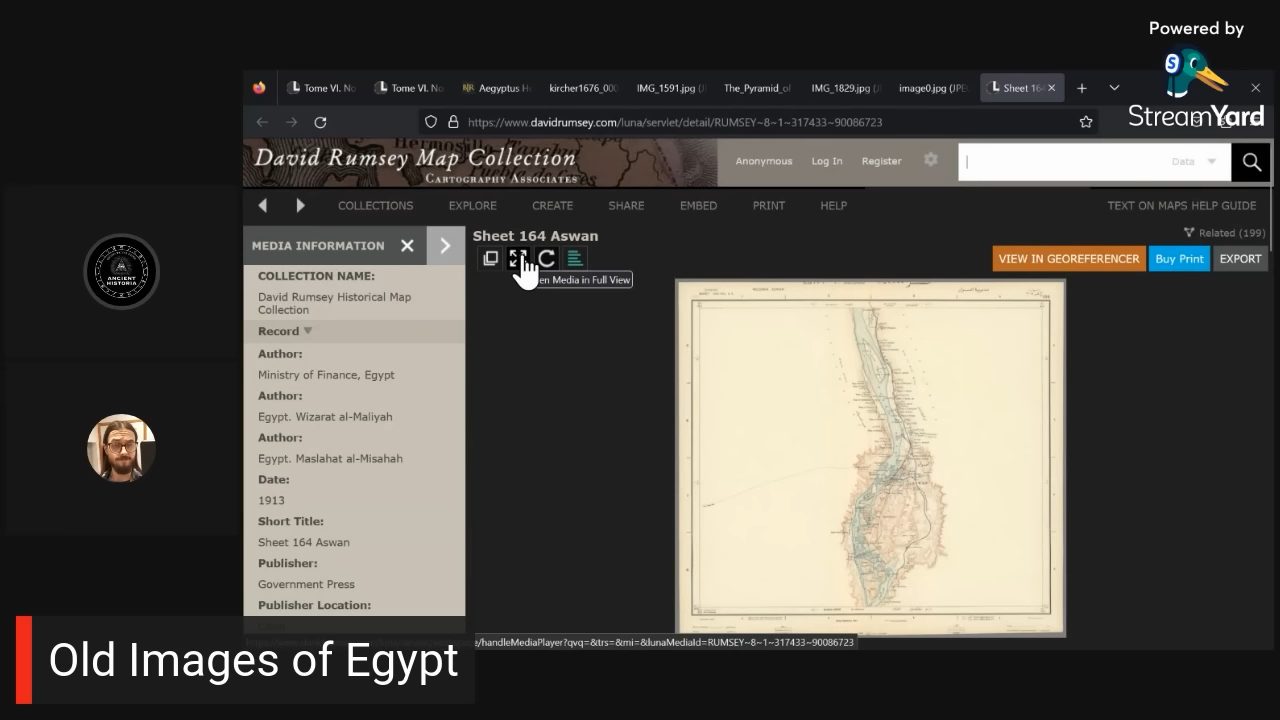 Powered by
StreamYard
Tome VI. No
Tome VI. No
Aegyptus H
kircher1676_000
IMG_1591.jpg (J
The_Pyramid_of
IMG_1829.jpg (J
image0.jpg (JPE
Sheet 164
https://www.davidrumsey.com/luna/servlet/detail/RUMSEY~8~1~317433~90086723
David Rumsey Map Collection
CARTOGRAPHY ASSOCIATES
Anonymous
Log In
Register
Data
COLLECTIONS
EXPLORE
CREATE
SHARE
EMBED
PRINT
HELP
TEXT ON MAPS HELP GUIDE
Related (199)
MEDIA INFORMATION
Sheet 164 Aswan
VIEW IN GEOREFERENCER
Buy Print
EXPORT
en Media in Full View
COLLECTION NAME:
David Rumsey Historical Map
Collection
Record
Author:
Ministry of Finance, Egypt
Author:
Egypt. Wizarat al-Maliyah
Author:
Egypt. Maslahat al-Misahah
Date:
1913
Short Title:
Sheet 164 Aswan
Publisher:
Government Press
Publisher Location:
e/handleMediaPlayer?qvq=&trs=&mi=&lunaMediaId=RUMSEY~8~1~317433~90086723
ANCIENT
HISTORIA
Old Images of Egypt